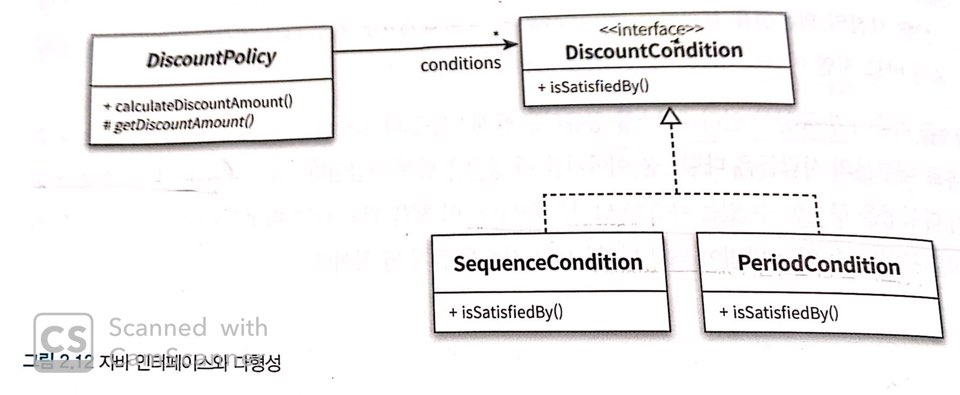 DiscountPolicy
+ calculateDiscountAmount()
# getDiscountAmount()
*
conditions
<<interface>>
DiscountCondition
+ isSatisfiedBy()
SequenceCondition
+ isSatisfiedBy()
PeriodCondition
+ isSatisfiedBy()
CS
Scanned with
CamScanner
그림 2.12 자바 인터페이스와 다형성